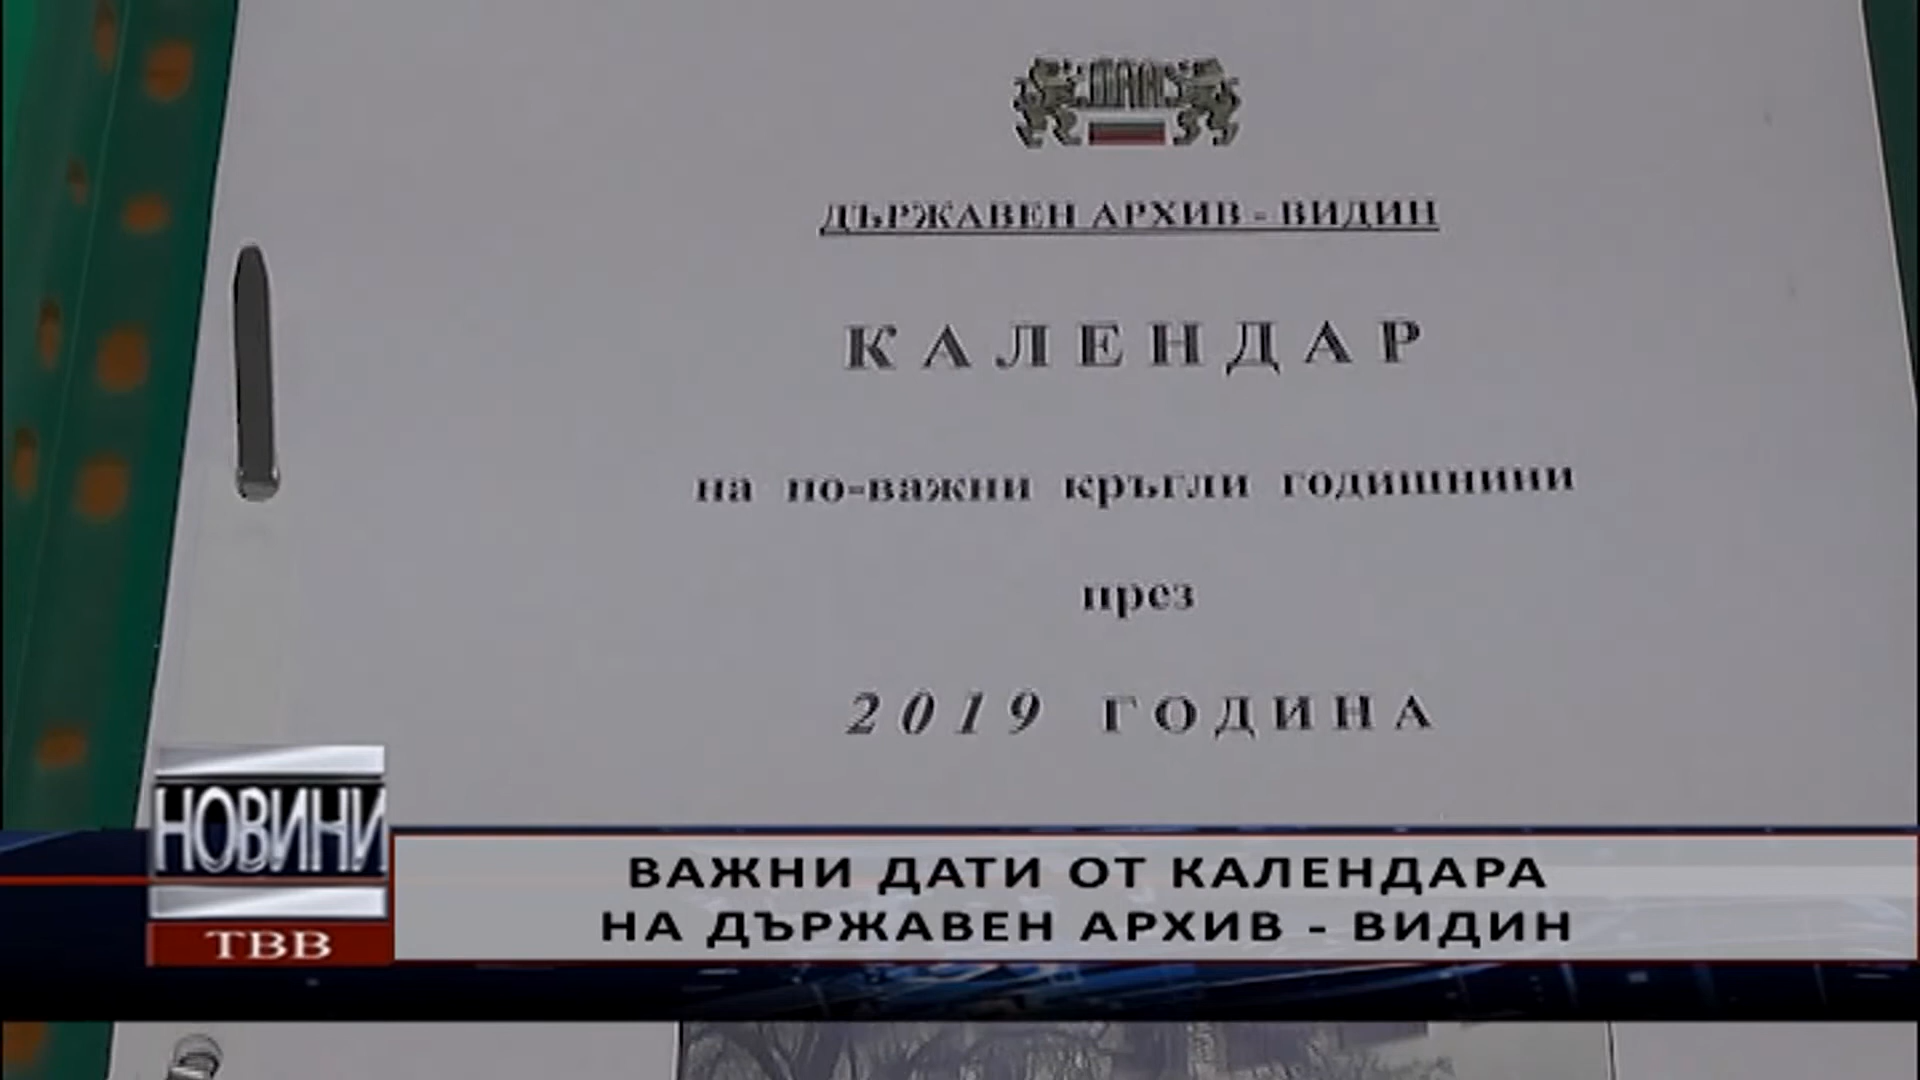 ДЪРЖАВЕН АРХИВ - ВИДИН
КАЛЕНДАР
на по-важни кръгли годишнини
през
2019 ГОДИНА
НОВИНИ
ТВВ
ВАЖНИ ДАТИ ОТ КАЛЕНДАРА
НА ДЪРЖАВЕН АРХИВ - ВИДИН